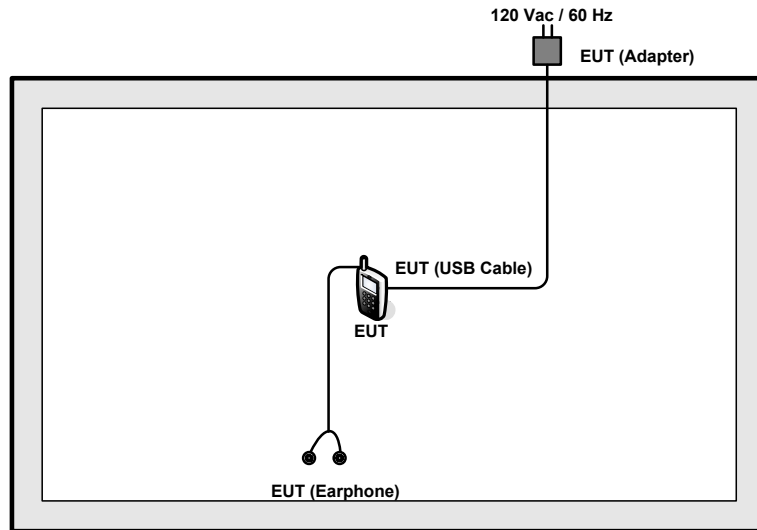 120 Vac / 60 Hz
EUT (Adapter)
EUT (USB Cable)
EUT
EUT (Earphone)